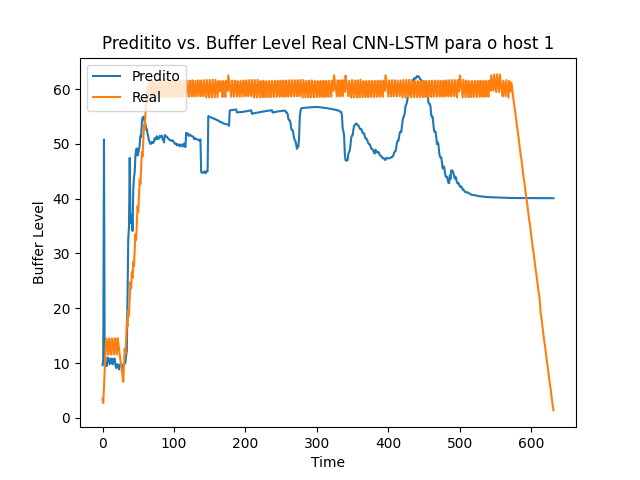 Preditito vs. Buffer Level Real CNN-LSTM para o host 1
Predito
Real
Buffer Level
60
50
40
30
20
10
0
0 100 200 300 400 500 600
Time